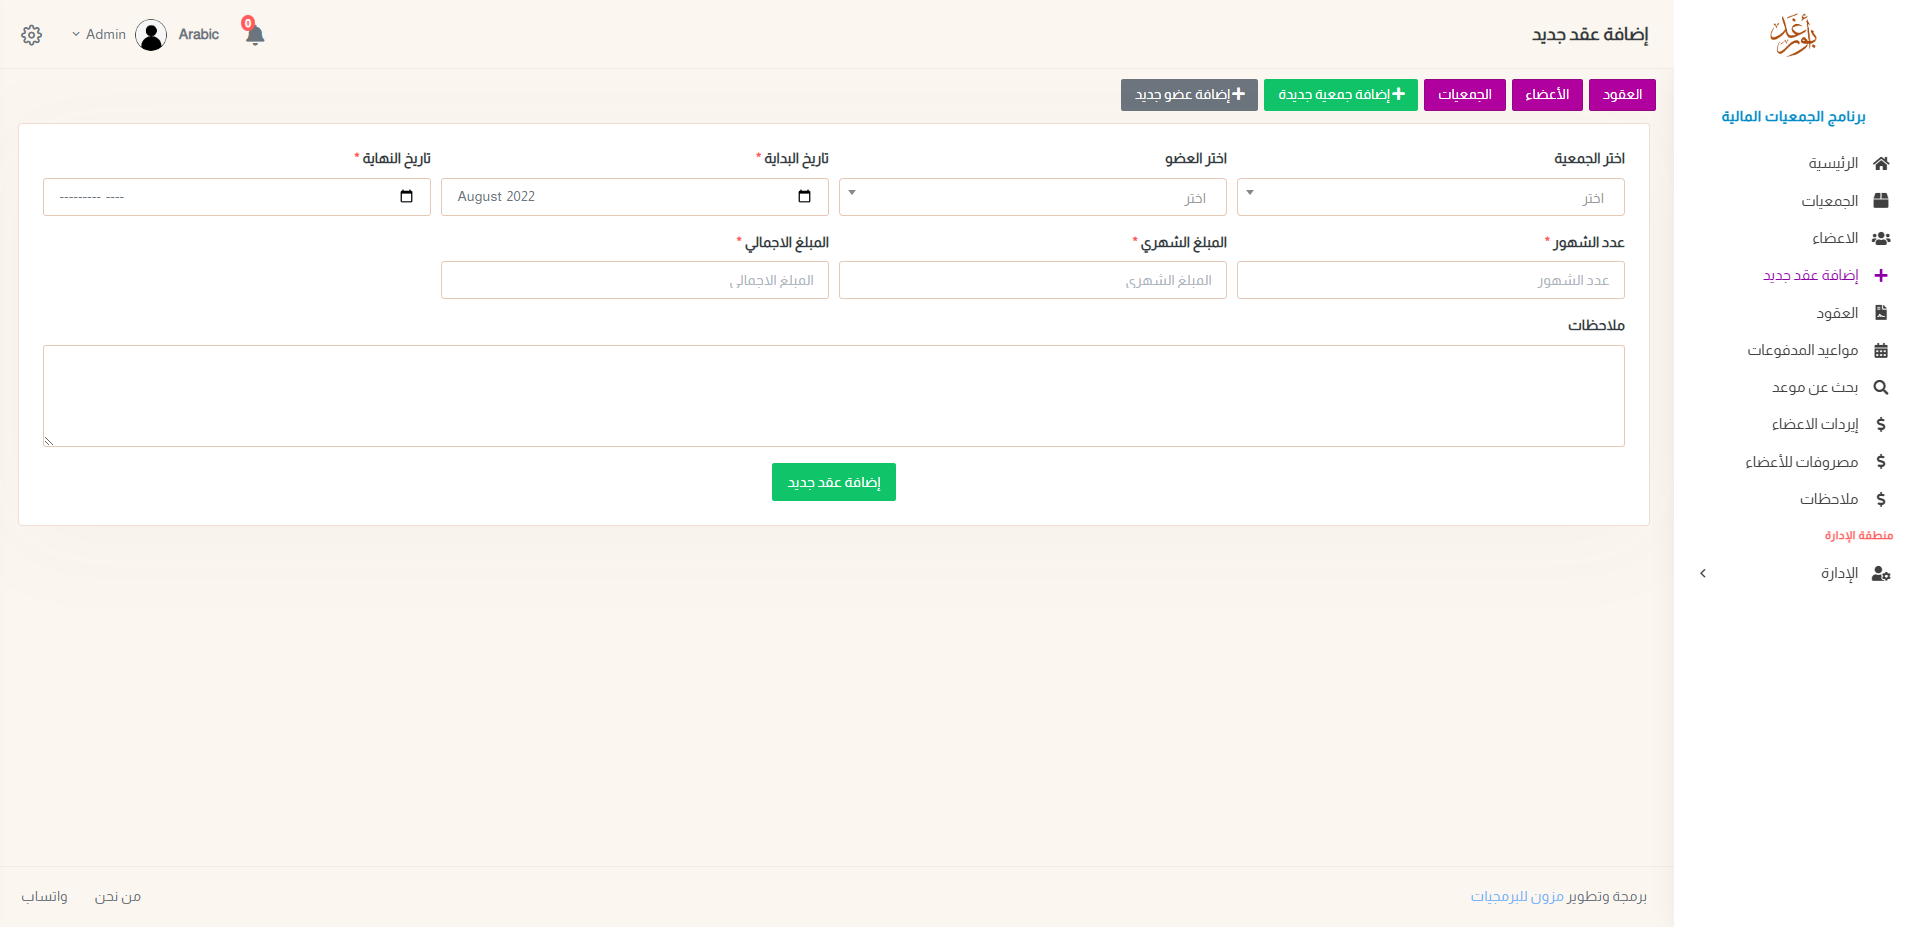 إضافة عقد جديد
0
Arabic
Admin
العقود
الأعضاء
الجمعيات
إضافة جمعية جديدة
إضافة عضو جديد
برنامج الجمعيات المالية
الرئيسية
الجمعيات
الاعضاء
إضافة عقد جديد
العقود
مواعيد المدفوعات
بحث عن موعد
إيردات الاعضاء
مصروفات للأعضاء
ملاحظات
منطقة الإدارة
الإدارة
اختر الجمعية
اختر العضو
تاريخ البداية *
تاريخ النهاية *
اختر
اختر
August 2022
--------- ----
عدد الشهور *
المبلغ الشهري *
المبلغ الاجمالي *
عدد الشهور
المبلغ الشهري
المبلغ الاجمالي
ملاحظات
إضافة عقد جديد
برمجة وتطوير مزون للبرمجيات
من نحن
واتساب